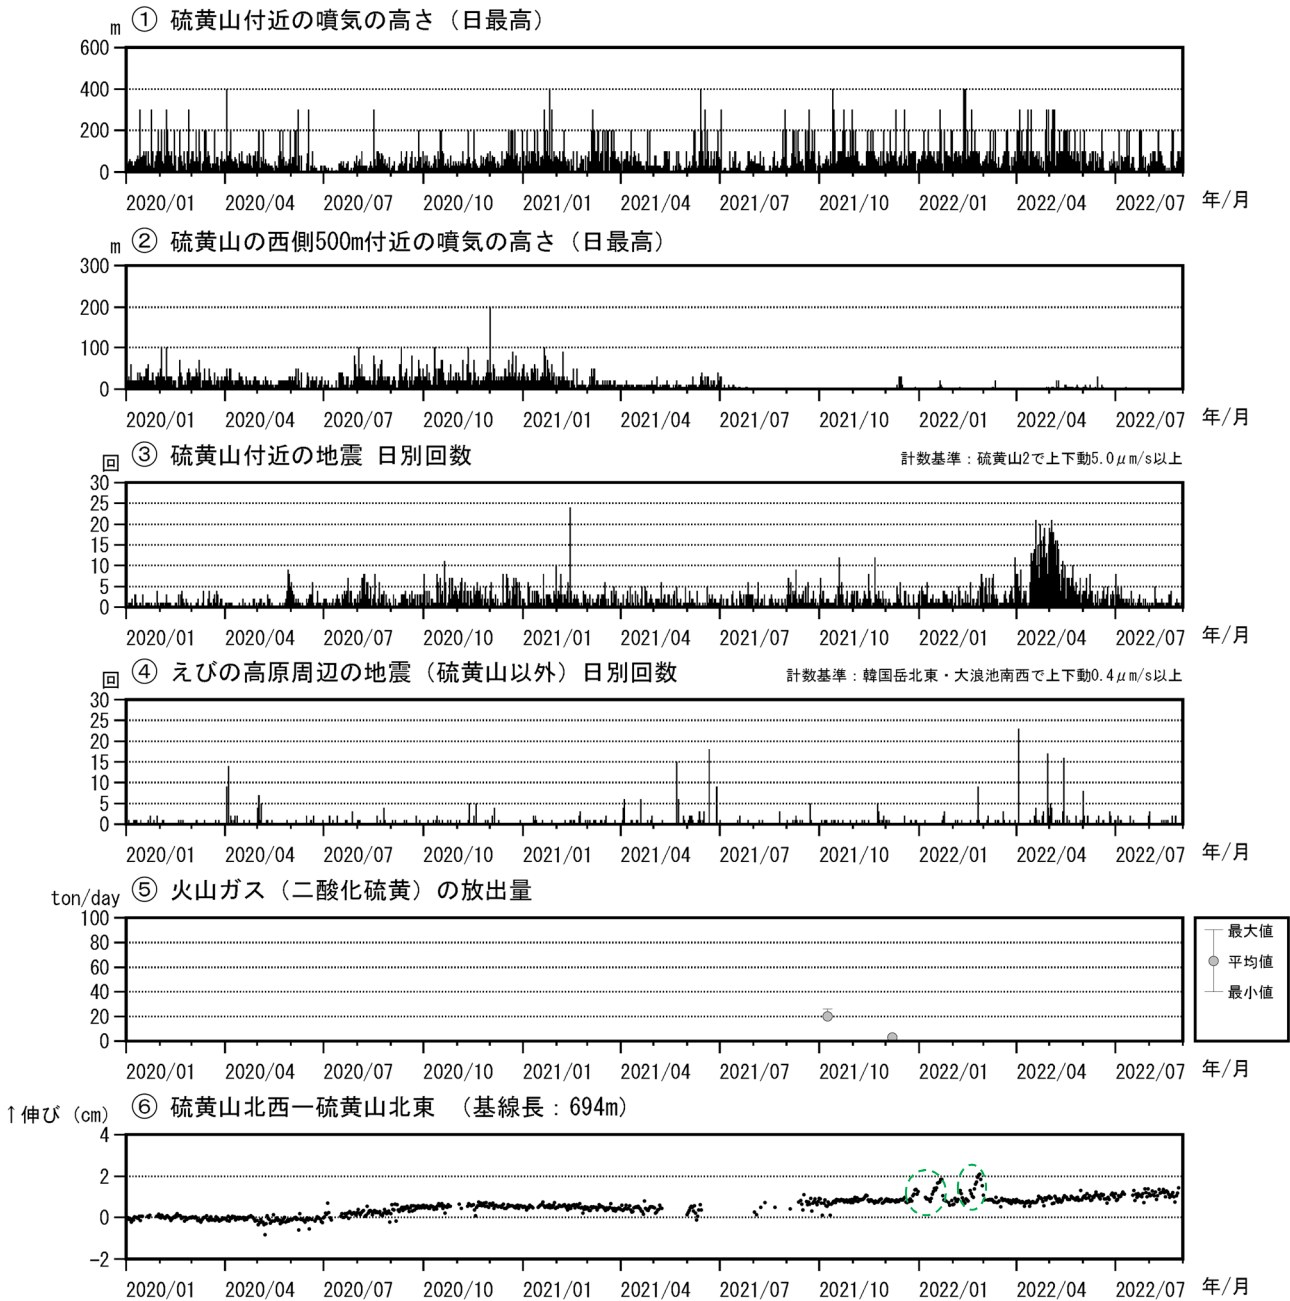 m ① 硫黄山付近の噴気の高さ（日最高）
600
400
200
0
2020/01 2020/04 2020/07 2020/10 2021/01 2021/04 2021/07 2021/10 2022/01 2022/04 2022/07 年/月
m ② 硫黄山の西側500m付近の噴気の高さ（日最高）
300
200
100
0
2020/01 2020/04 2020/07 2020/10 2021/01 2021/04 2021/07 2021/10 2022/01 2022/04 2022/07 年/月
回 ③ 硫黄山付近の地震 日別回数 計数基準：硫黄山2で上下動5.0μm/s以上
30
25
20
15
10
5
0
2020/01 2020/04 2020/07 2020/10 2021/01 2021/04 2021/07 2021/10 2022/01 2022/04 2022/07 年/月
回 ④ えびの高原周辺の地震（硫黄山以外）日別回数 計数基準：韓国岳北東・大浪池南西で上下動0.4μm/s以上
30
25
20
15
10
5
0
2020/01 2020/04 2020/07 2020/10 2021/01 2021/04 2021/07 2021/10 2022/01 2022/04 2022/07 年/月
ton/day ⑤ 火山ガス（二酸化硫黄）の放出量
100
80
60
40
20
0
最大値
平均値
最小値
2020/01 2020/04 2020/07 2020/10 2021/01 2021/04 2021/07 2021/10 2022/01 2022/04 2022/07 年/月
↑伸び（cm） ⑥ 硫黄山北西―硫黄山北東 （基線長：694m）
4
2
0
-2
2020/01 2020/04 2020/07 2020/10 2021/01 2021/04 2021/07 2021/10 2022/01 2022/04 2022/07 年/月